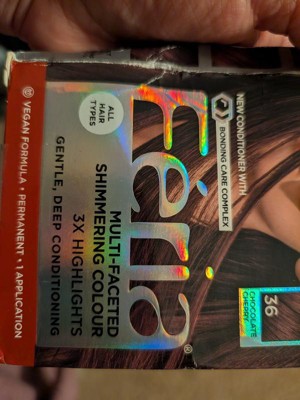 NEW CONDITIONER WITH
BONDING CARE COMPLEX
Féria®
36
CHOCOLATE
CHERRY
ALL
HAIR
TYPES
MULTI-FACETED
SHIMMERING COLOUR
3X HIGHLIGHTS
GENTLE, DEEP CONDITIONING
VEGAN FORMULA • PERMANENT • 1 APPLICATION